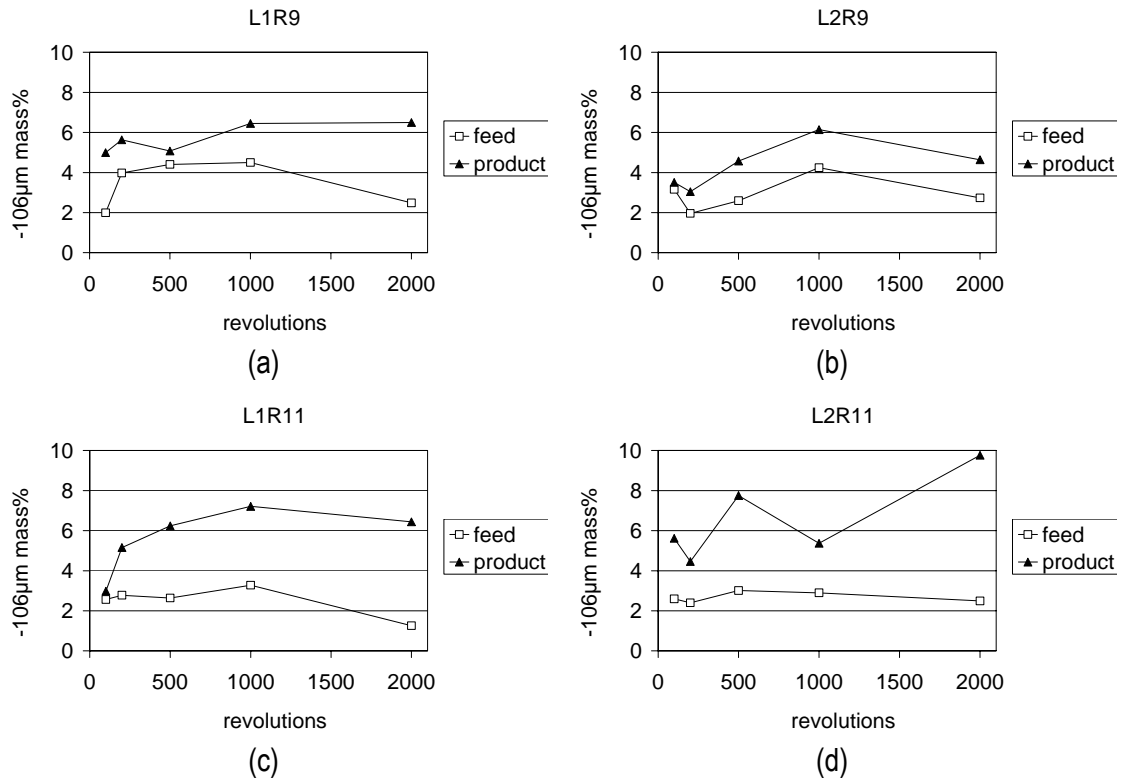 L1R9
10
8
6
4
2
0
-106µm mass%
0 500 1000 1500 2000
revolutions
feed
product
(a)
L2R9
10
8
6
4
2
0
-106µm mass%
0 500 1000 1500 2000
revolutions
feed
product
(b)
L1R11
10
8
6
4
2
0
-106µm mass%
0 500 1000 1500 2000
revolutions
feed
product
(c)
L2R11
10
8
6
4
2
0
-106µm mass%
0 500 1000 1500 2000
revolutions
feed
product
(d)